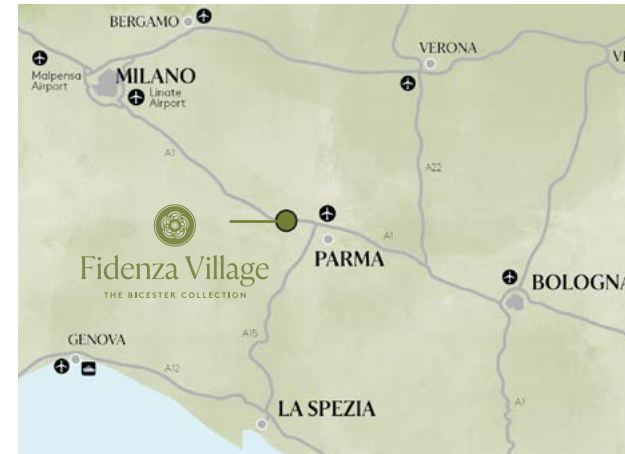 BERGAMO
VERONA
VE
Malpensa
Airport
MILANO
Linate
Airport
A1
A22
Fidenza Village
THE BICESTER COLLECTION
A1
PARMA
BOLOGNA
GENOVA
A15
A12
LA SPEZIA
A1